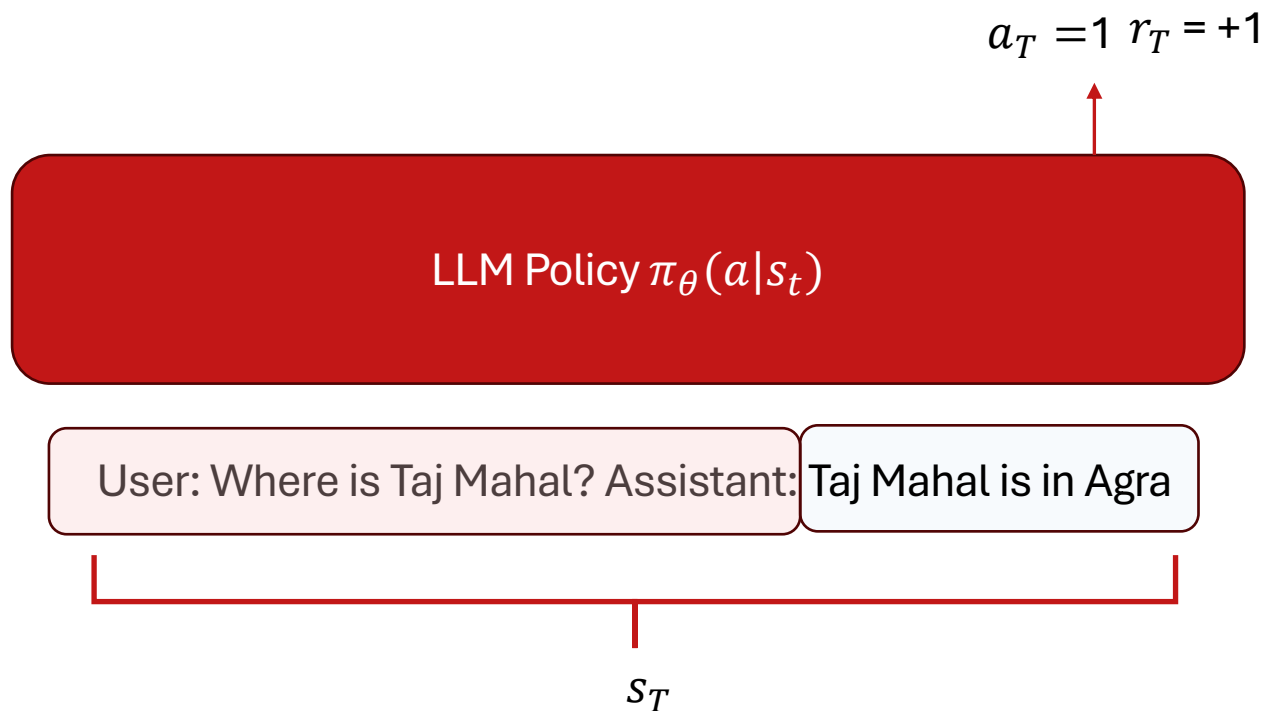 a_T =1 r_T = +1
LLM Policy π_θ(a|s_t)
User: Where is Taj Mahal? Assistant: Taj Mahal is in Agra
s_T